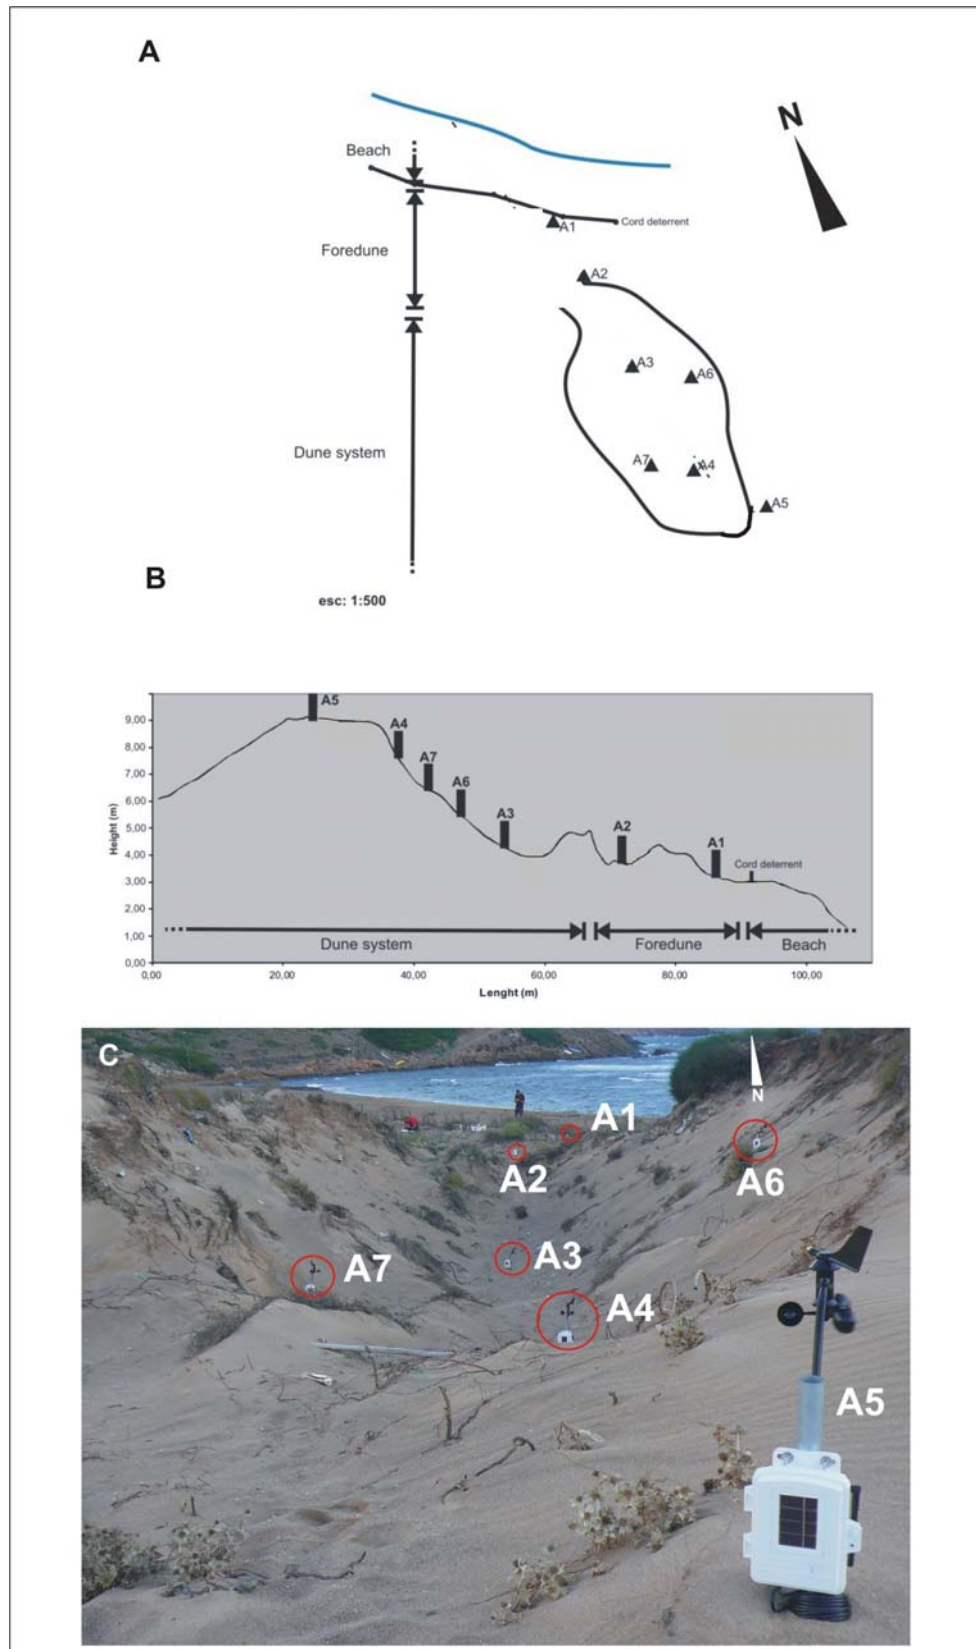 A
N
Beach
Cord deterrent
A1
Foredune
A2
A3
A6
Dune system
A7
A4
A5
B
esc: 1:500
A5
A4
A7
A6
A3
A2
A1
Cord deterrent
9,00
8,00
7,00
6,00
5,00
4,00
3,00
2,00
1,00
0,00
Height (m)
Dune system
Foredune
Beach
0,00 20,00 40,00 60,00 80,00 100,00
Lenght (m)
C
N
A1
A2
A6
A3
A7
A4
A5